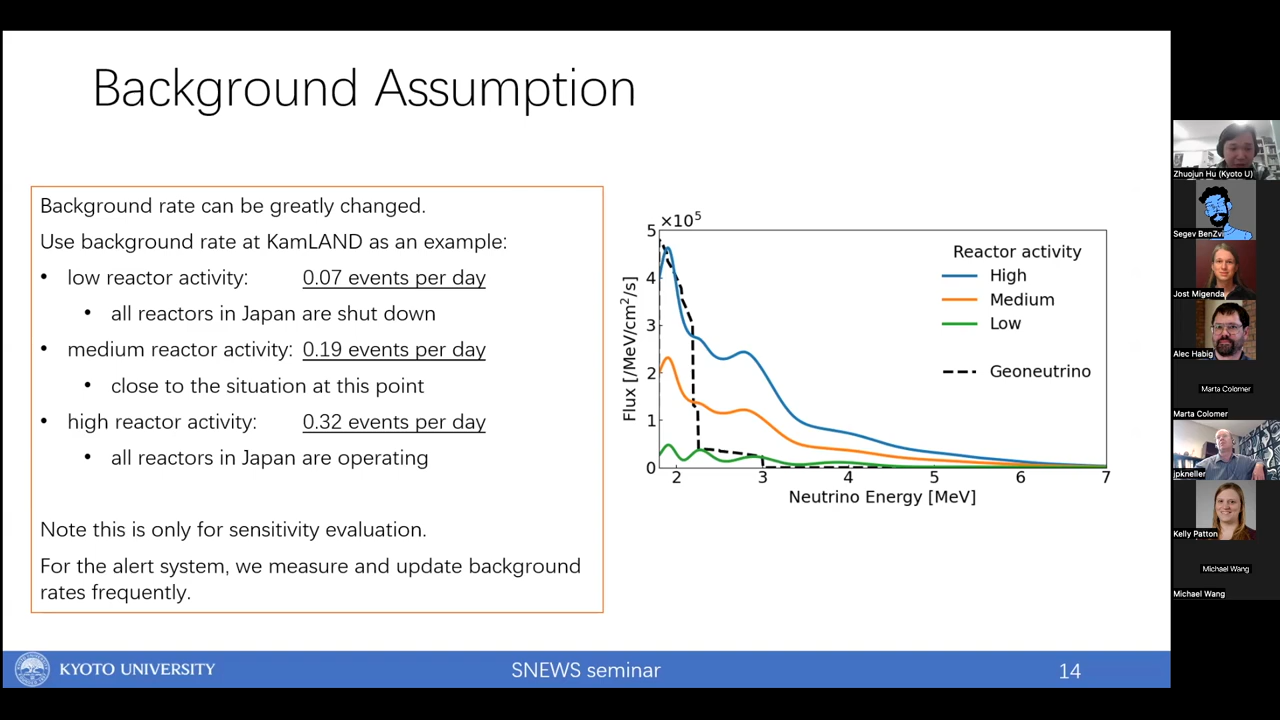 Background Assumption
Background rate can be greatly changed.
Use background rate at KamLAND as an example:
• low reactor activity: 0.07 events per day
• all reactors in Japan are shut down
• medium reactor activity: 0.19 events per day
• close to the situation at this point
• high reactor activity: 0.32 events per day
• all reactors in Japan are operating
Note this is only for sensitivity evaluation.
For the alert system, we measure and update background
rates frequently.
×10⁵
Flux [/MeV/cm²/s]
5
4
3
2
1
0
Reactor activity
High
Medium
Low
Geoneutrino
2 3 4 5 6 7
Neutrino Energy [MeV]
KYOTO UNIVERSITY
SNEWS seminar
14
Zhuojun Hu (Kyoto U)
Segev BenZvi
Jost Migenda
Alec Habig
Marta Colomer
Marta Colomer
jpkneller
Kelly Patton
Michael Wang
Michael Wang